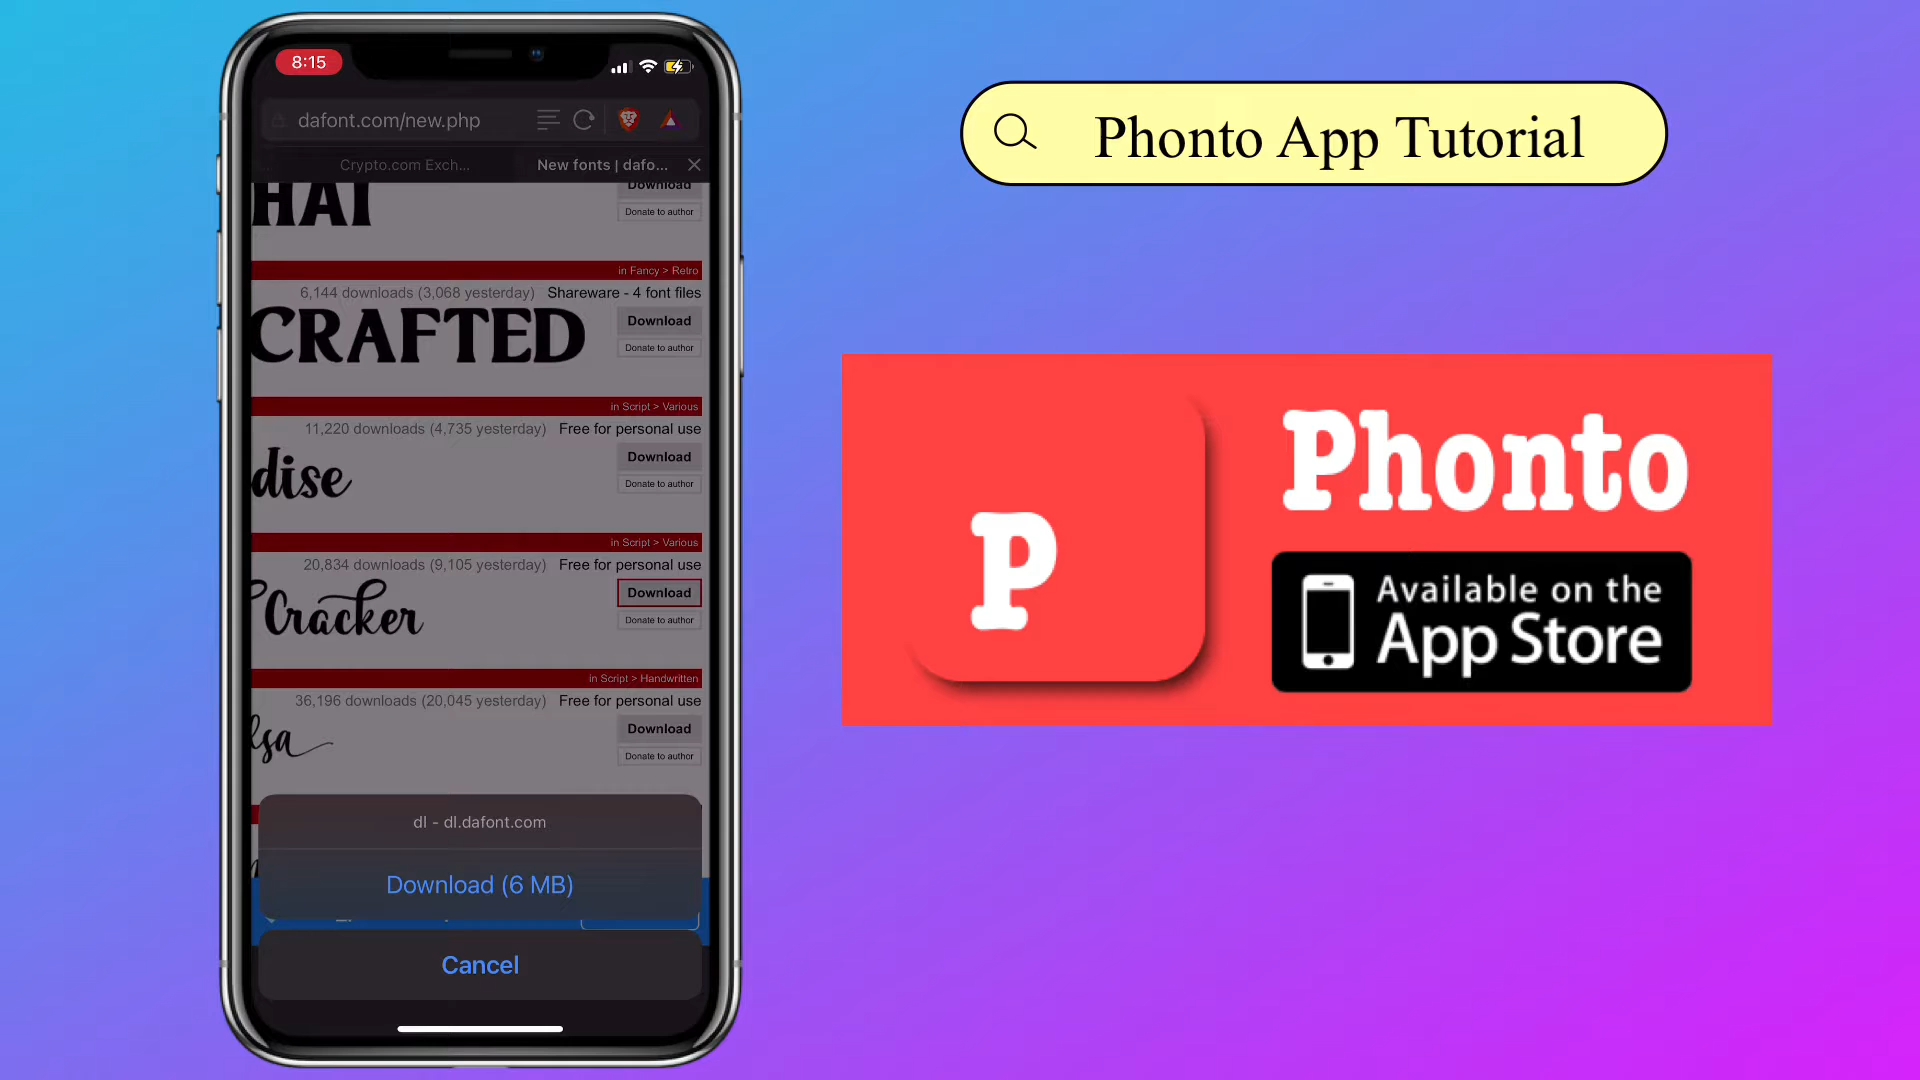 8:15
dafont.com/new.php
Crypto.com Exch...
New fonts | dafo...
HAT
Download
Donate to author
in Fancy > Retro
6,144 downloads (3,068 yesterday) Shareware - 4 font files
CRAFTED
Download
Donate to author
in Script > Various
11,220 downloads (4,735 yesterday) Free for personal use
dise
Download
Donate to author
in Script > Various
20,834 downloads (9,105 yesterday) Free for personal use
Cracker
Download
Donate to author
in Script > Handwritten
36,196 downloads (20,045 yesterday) Free for personal use
lsa
Download
Donate to author
dl - dl.dafont.com
Download (6 MB)
Cancel
Phonto App Tutorial
P
Phonto
Available on the
App Store